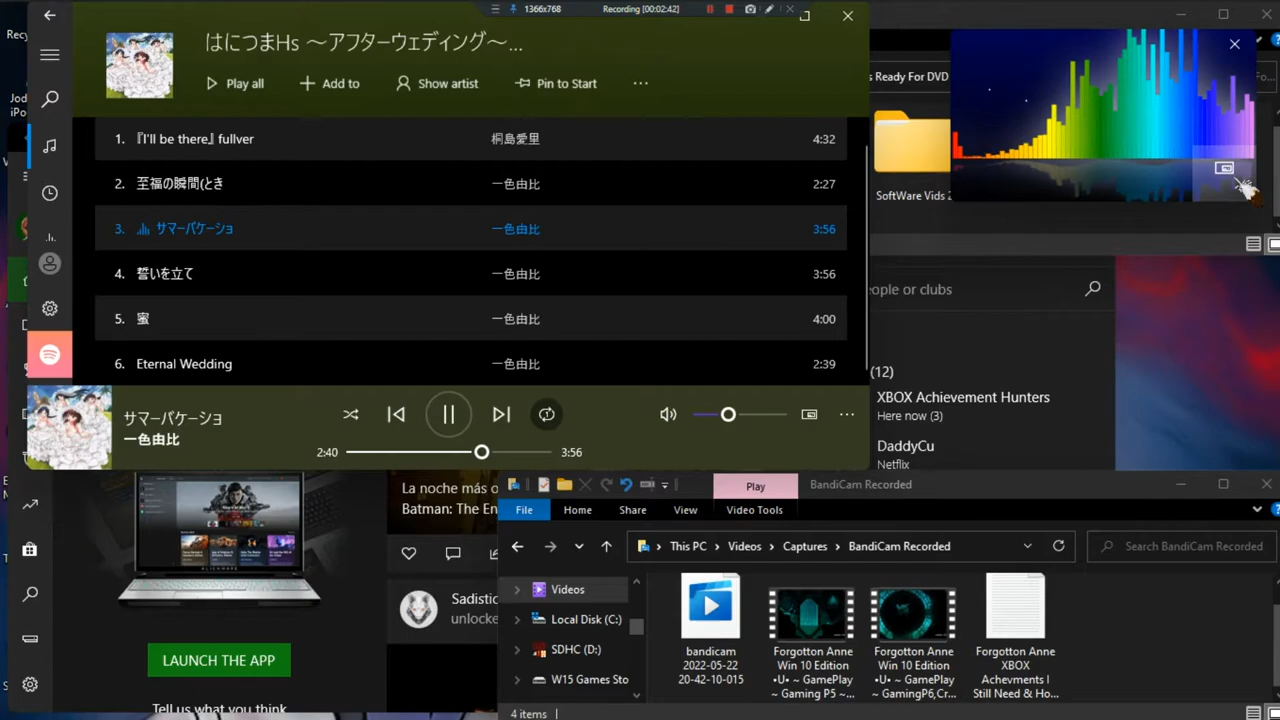 1366x768
Recording [00:02:42]
はにつまHs ～アフターウェディング～...
Play all
Add to
Show artist
Pin to Start
1. 『I'll be there』 fullver
桐島愛里
4:32
2. 至福の瞬間(とき
一色由比
2:27
3. サマーバケーショ
一色由比
3:56
4. 誓いを立て
一色由比
3:56
5. 蜜
一色由比
4:00
6. Eternal Wedding
一色由比
2:39
サマーバケーショ
一色由比
2:40
3:56
s Ready For DVD
SoftWare Vids 2
eople or clubs
(12)
XBOX Achievement Hunters
Here now (3)
DaddyCu
Netflix
La noche más o
Batman: The En
Sadistic
unlocke
ALIENWARE
LAUNCH THE APP
Tell us what you think
Play
BandiCam Recorded
File
Home
Share
View
Video Tools
This PC
Videos
Captures
BandiCam Recorded
Search BandiCam Recorded
Videos
Local Disk (C:)
SDHC (D:)
W15 Games Sto
bandicam
2022-05-22
20-42-10-015
Forgotton Anne
Win 10 Edition
•U• ~ GamePlay
~ Gaming P5 ~...
Forgotton Anne
Win 10 Edition
•U• ~ GamePlay
~ GamingP6,Cr...
Forgotton Anne
XBOX
Achevments I
Still Need & Ho...
4 items